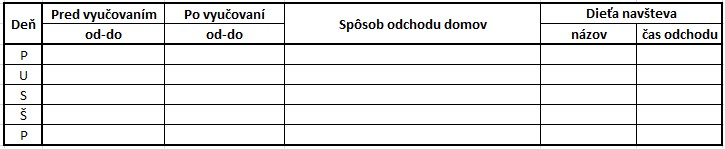 Deň Pred vyučovaním Po vyučovaní Spôsob odchodu domov Dieťa navšteva
od-do od-do názov čas odchodu
P
U
S
Š
P